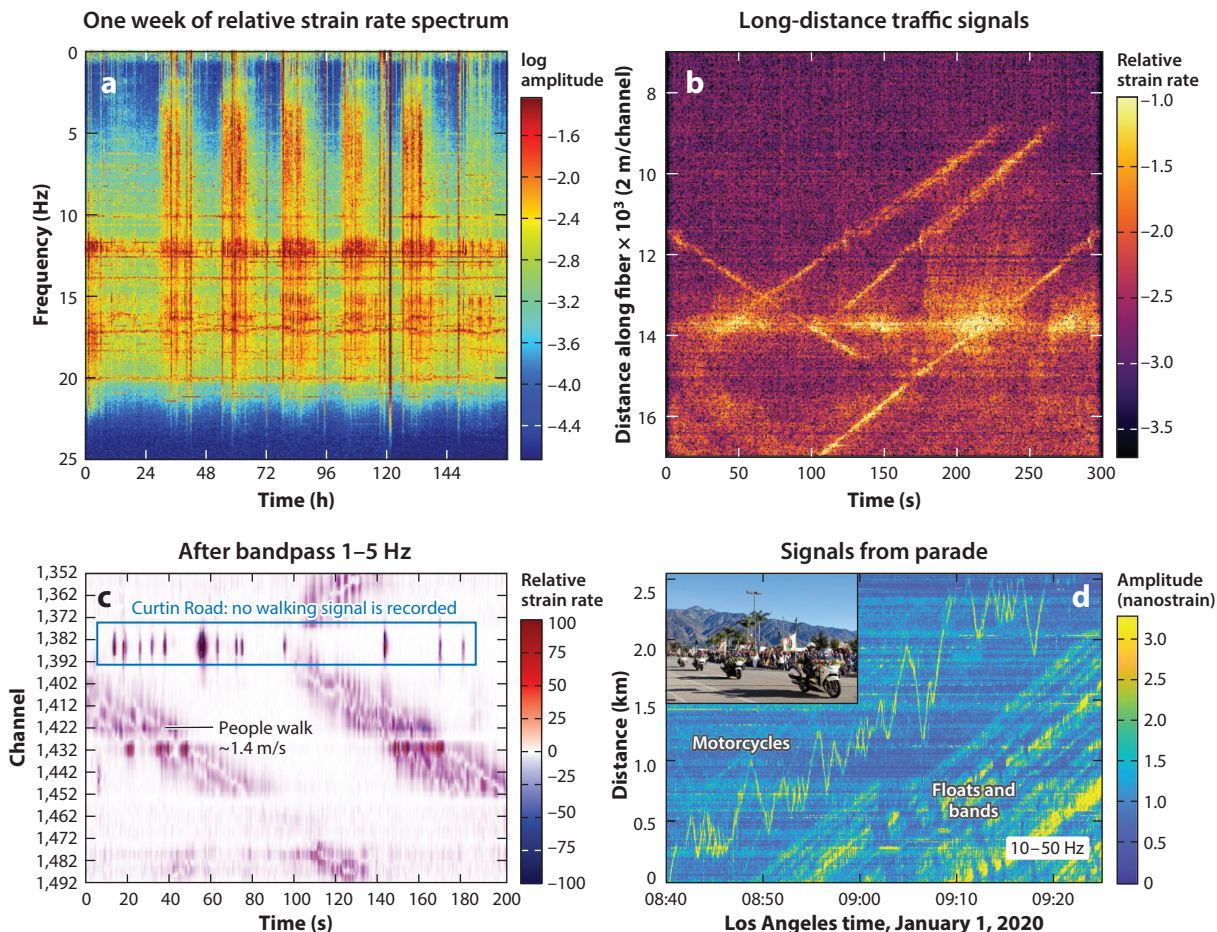 One week of relative strain rate spectrum
a
0
5
10
15
20
25
Frequency (Hz)
0
24
48
72
96
120
144
Time (h)
log
amplitude
–1.6
–2.0
–2.4
–2.8
–3.2
–3.6
–4.0
–4.4
Long-distance traffic signals
b
8
10
12
14
16
Distance along fiber × 10³ (2 m/channel)
0
50
100
150
200
250
300
Time (s)
Relative
strain rate
–1.0
–1.5
–2.0
–2.5
–3.0
–3.5
After bandpass 1–5 Hz
c
1,352
1,362
1,372
1,382
1,392
1,402
1,412
1,422
1,432
1,442
1,452
1,462
1,472
1,482
1,492
Channel
Curtin Road: no walking signal is recorded
People walk
~1.4 m/s
0
20
40
60
80
100
120
140
160
180
200
Time (s)
Relative
strain rate
100
75
50
25
0
–25
–50
–75
–100
Signals from parade
d
2.5
2.0
1.5
1.0
0.5
0
Distance (km)
Motorcycles
Floats and
bands
10–50 Hz
08:40
08:50
09:00
09:10
09:20
Los Angeles time, January 1, 2020
Amplitude
(nanostrain)
3.0
2.5
2.0
1.5
1.0
0.5
0